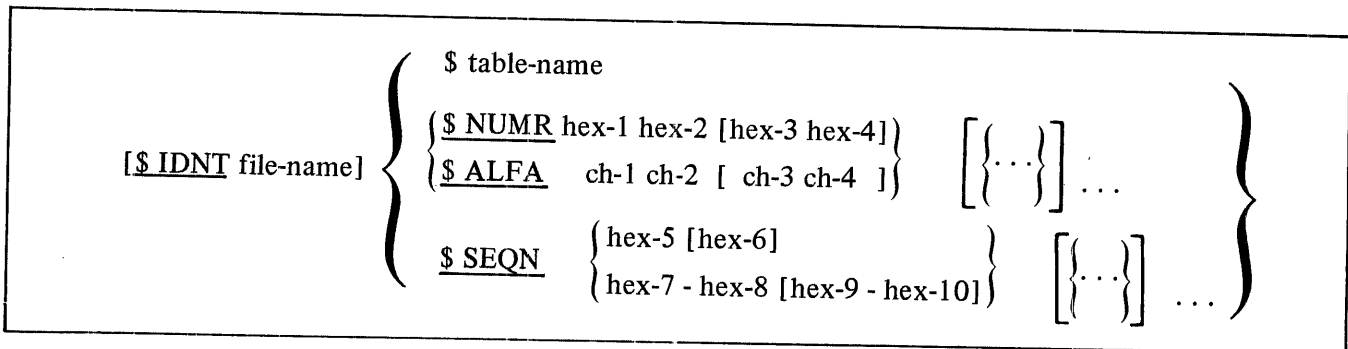 $ table-name
$ NUMR hex-1 hex-2 [hex-3 hex-4]
[{...}] ...
[$ IDNT file-name]
$ ALFA ch-1 ch-2 [ ch-3 ch-4 ]
$ SEQN
hex-5 [hex-6]
hex-7 - hex-8 [hex-9 - hex-10]
[{...}] ...